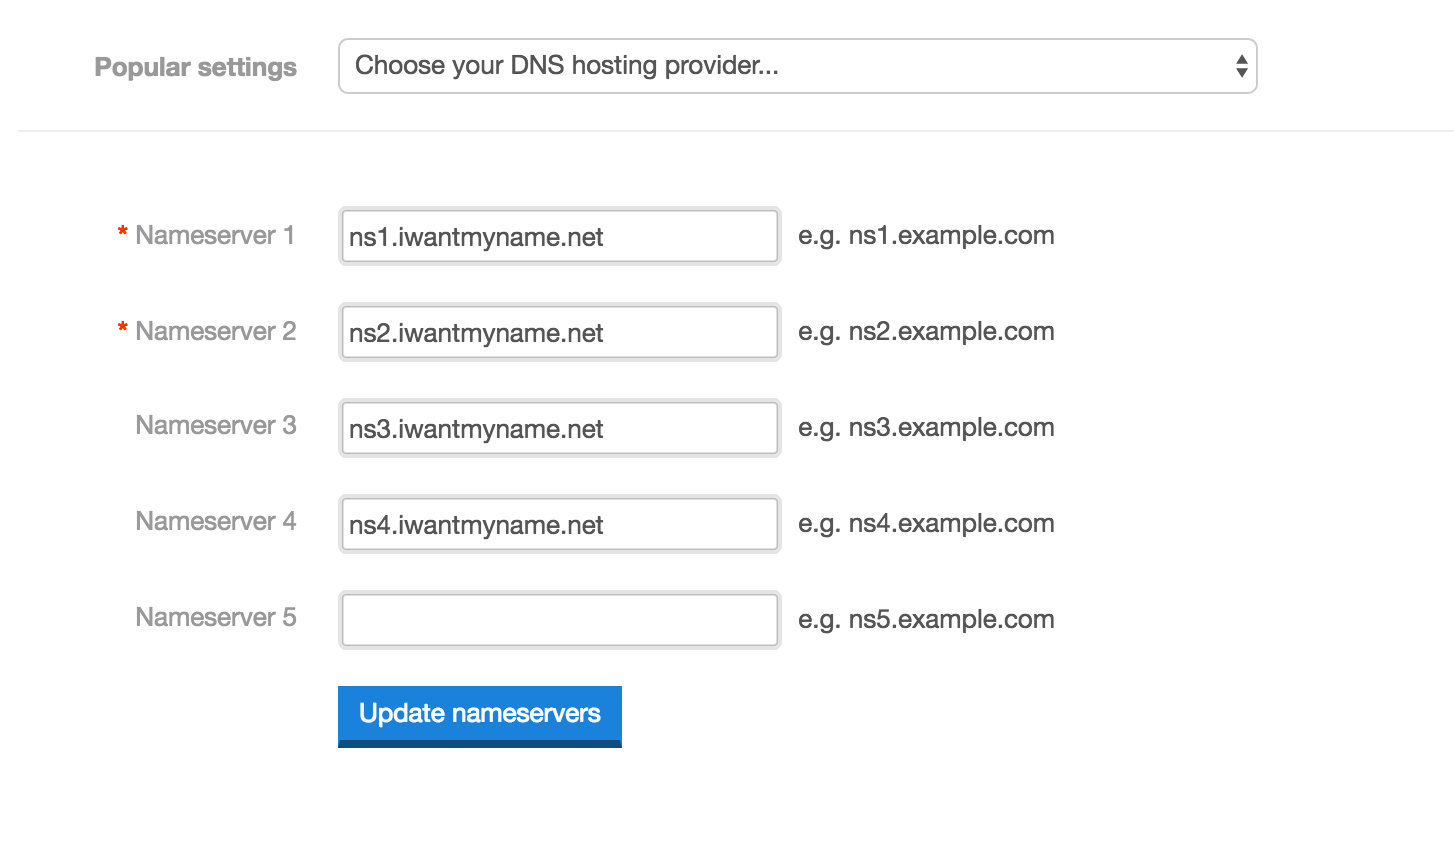 Popular settings Choose your DNS hosting provider...
* Nameserver 1 ns1.iwantmyname.net e.g. ns1.example.com
* Nameserver 2 ns2.iwantmyname.net e.g. ns2.example.com
Nameserver 3 ns3.iwantmyname.net e.g. ns3.example.com
Nameserver 4 ns4.iwantmyname.net e.g. ns4.example.com
Nameserver 5 e.g. ns5.example.com
Update nameservers